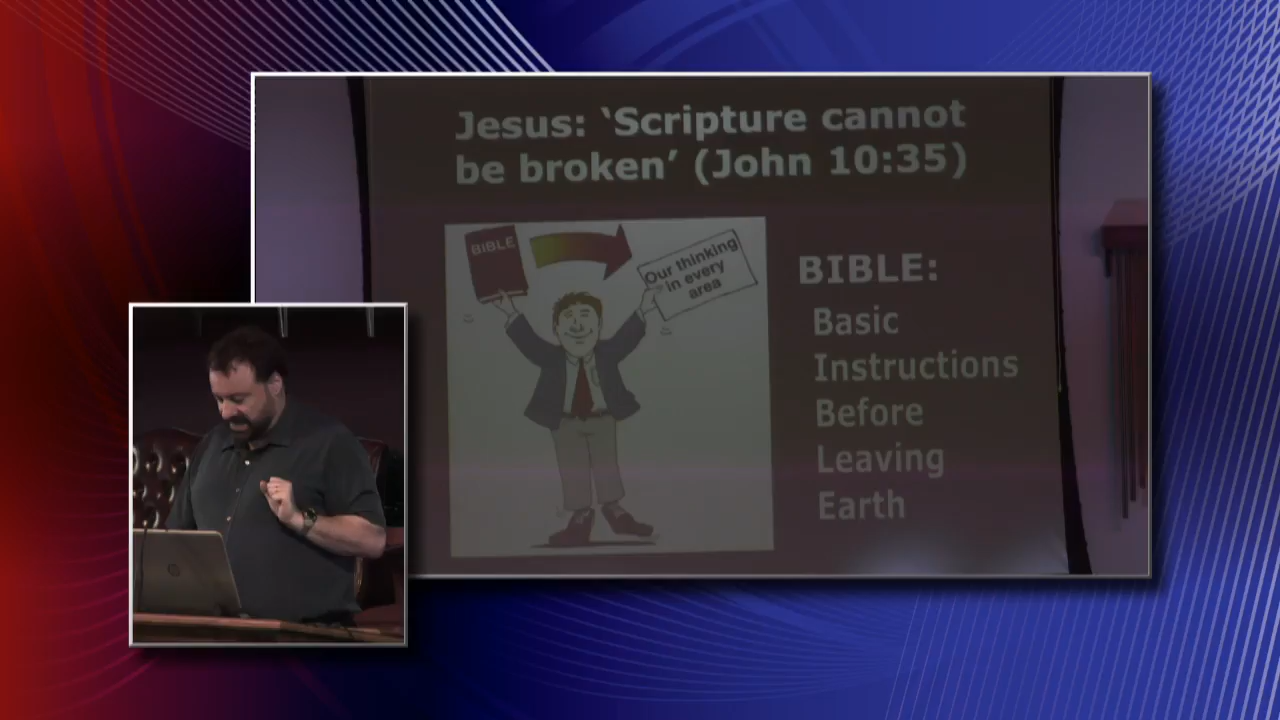 Jesus: ‘Scripture cannot
be broken’ (John 10:35)
BIBLE
Our thinking
in every
area
BIBLE:
Basic
Instructions
Before
Leaving
Earth